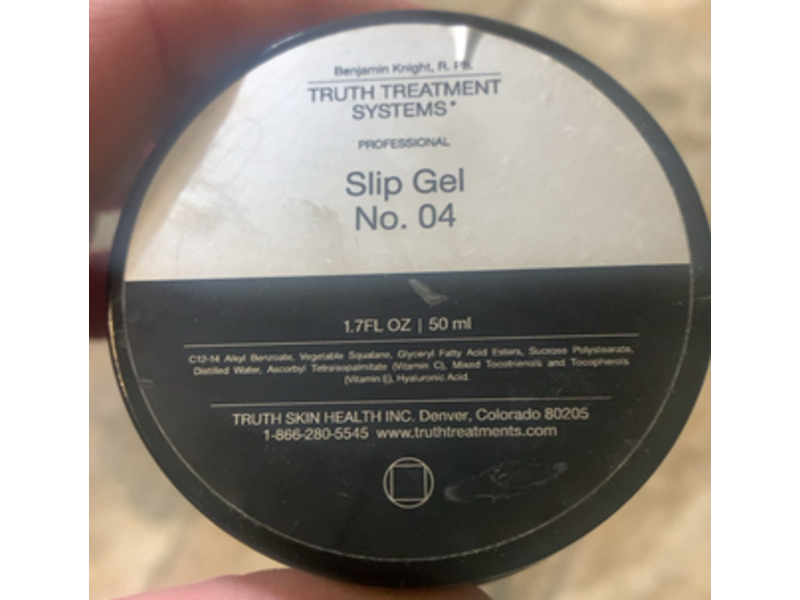 Benjamin Knight, R. Ph.
TRUTH TREATMENT
SYSTEMS®
PROFESSIONAL
Slip Gel
No. 04
1.7FL OZ | 50 ml
C12-14 Alkyl Benzoate, Vegetable Squalane, Glyceryl Fatty Acid Esters, Sucrose Polystearate,
Distilled Water, Ascorbyl Tetraisopalmitate (Vitamin C), Mixed Tocotrienols and Tocopherols
(Vitamin E), Hyaluronic Acid.
TRUTH SKIN HEALTH INC. Denver, Colorado 80205
1-866-280-5545 www.truthtreatments.com